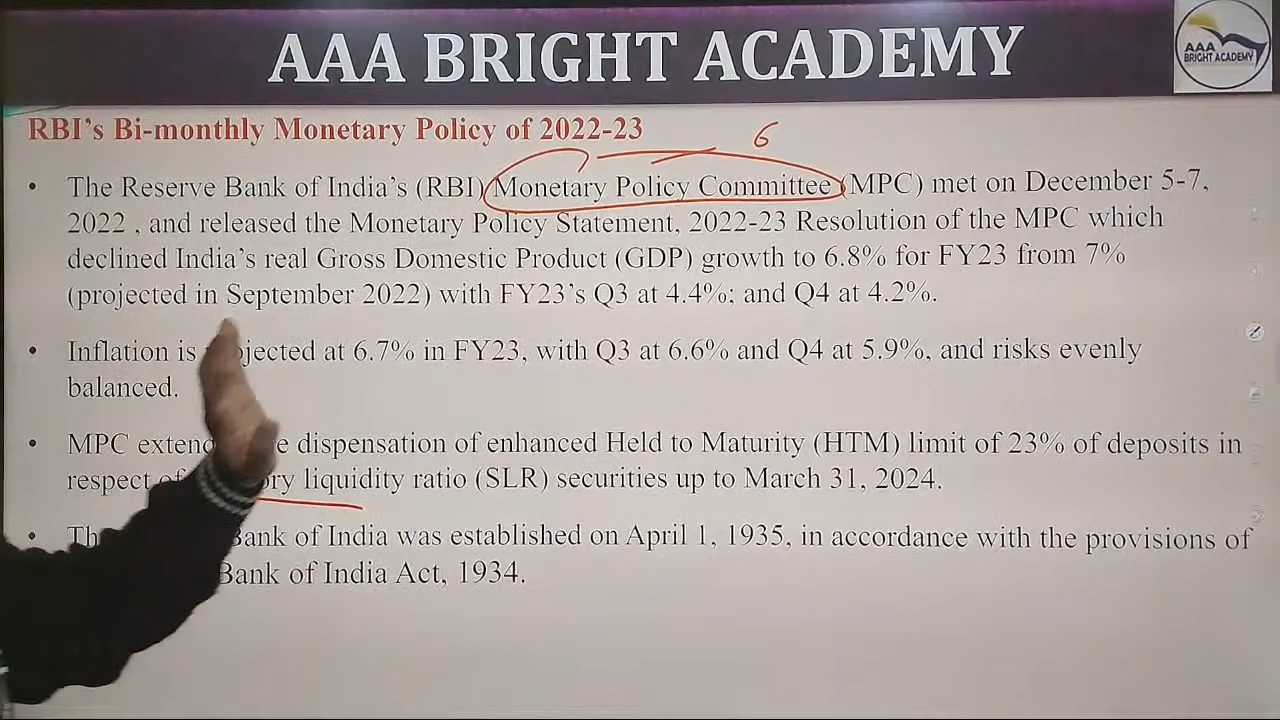 AAA BRIGHT ACADEMY
AAA
BRIGHT ACADEMY
RBI's Bi-monthly Monetary Policy of 2022-23
6
• The Reserve Bank of India's (RBI) Monetary Policy Committee (MPC) met on December 5-7,
2022 , and released the Monetary Policy Statement, 2022-23 Resolution of the MPC which
declined India's real Gross Domestic Product (GDP) growth to 6.8% for FY23 from 7%
(projected in September 2022) with FY23's Q3 at 4.4%; and Q4 at 4.2%.
• Inflation is jected at 6.7% in FY23, with Q3 at 6.6% and Q4 at 5.9%, and risks evenly
balanced.
• MPC extend dispensation of enhanced Held to Maturity (HTM) limit of 23% of deposits in
respect of ory liquidity ratio (SLR) securities up to March 31, 2024.
• Th Bank of India was established on April 1, 1935, in accordance with the provisions of
Bank of India Act, 1934.